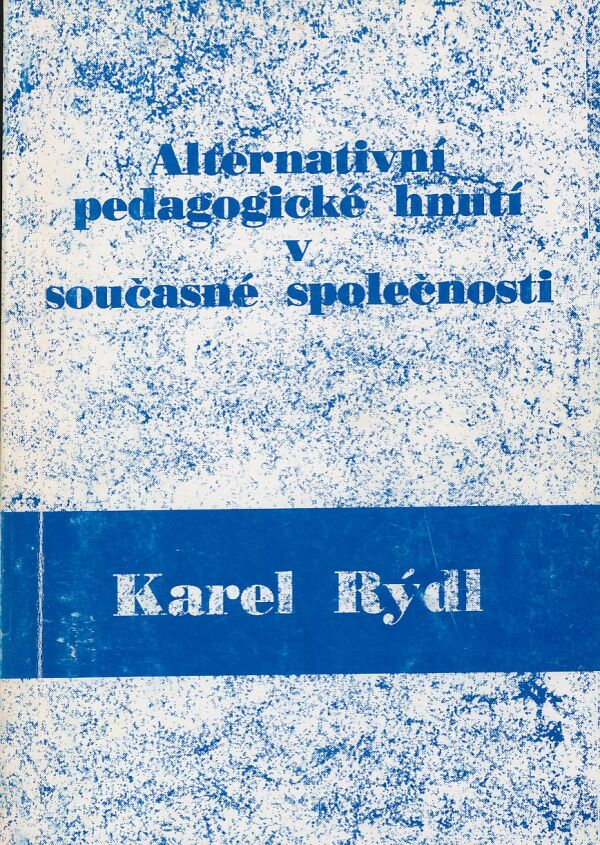 Alternativní
pedagogické hnutí
v
současné společnosti
Karel Rýdl